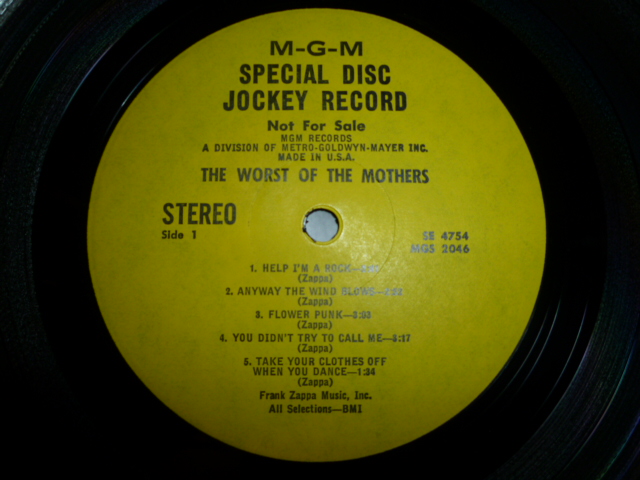 M-G-M
SPECIAL DISC
JOCKEY RECORD
Not For Sale
MGM RECORDS
A DIVISION OF METRO-GOLDWYN-MAYER INC.
MADE IN U.S.A.
THE WORST OF THE MOTHERS
STEREO
Side 1
SE 4754
MGS 2046
1. HELP I'M A ROCK
(Zappa)
2. ANYWAY THE WIND BLOWS
(Zappa)
3. FLOWER PUNK—3:03
(Zappa)
4. YOU DIDN'T TRY TO CALL ME—3:17
(Zappa)
5. TAKE YOUR CLOTHES OFF
WHEN YOU DANCE—1:34
(Zappa)
Frank Zappa Music, Inc.
All Selections—BMI